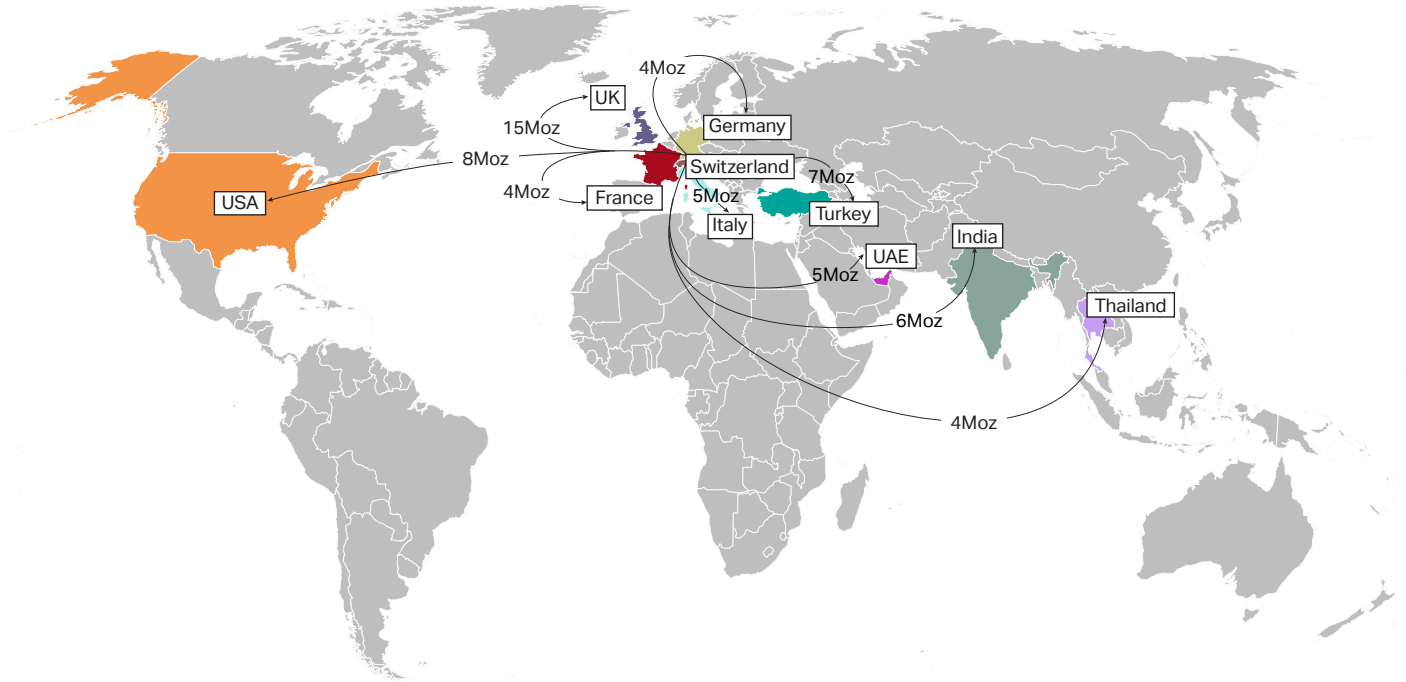 4Moz
UK
Germany
15Moz
8Moz
Switzerland
7Moz
4Moz
France
5Moz
USA
Turkey
Italy
India
UAE
5Moz
Thailand
6Moz
4Moz